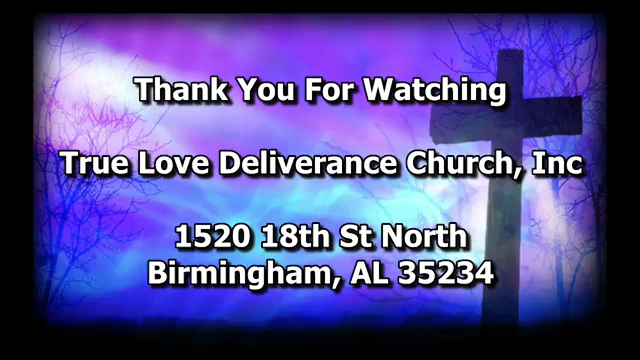 Thank You For Watching
True Love Deliverance Church, Inc
1520 18th St North
Birmingham, AL 35234